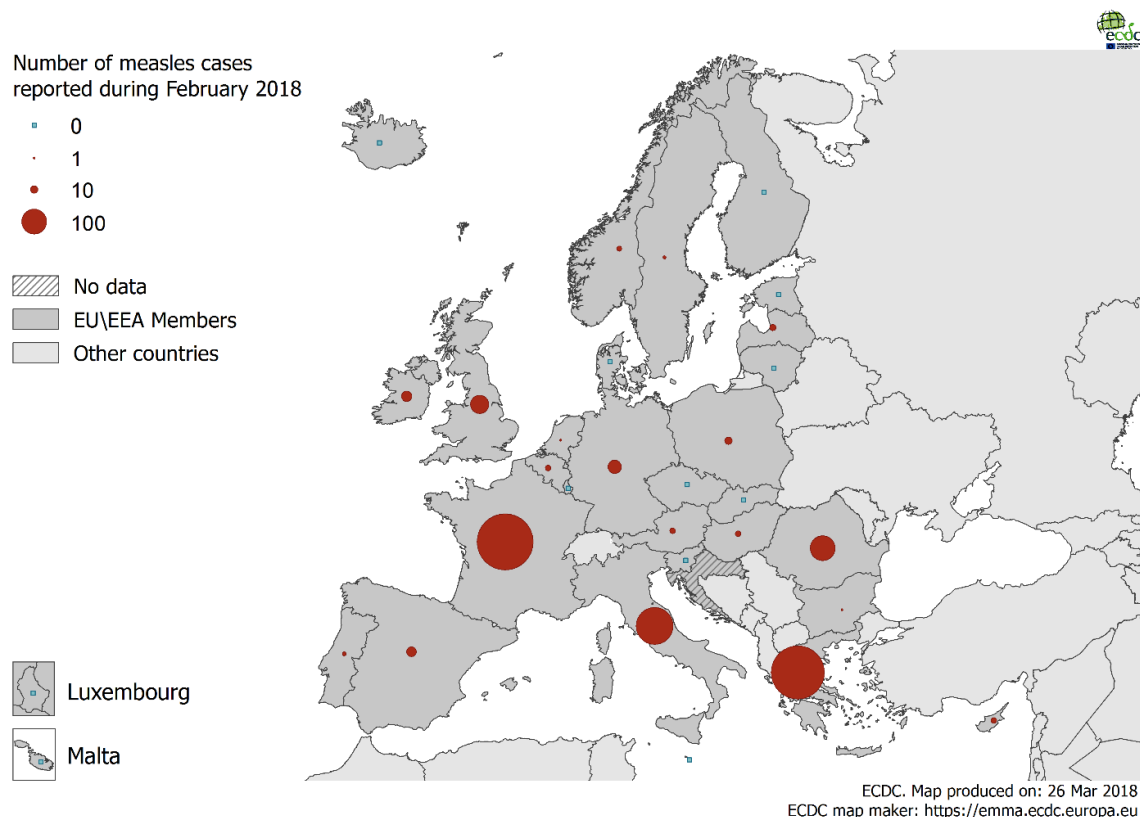 ecdc
Number of measles cases
reported during February 2018
0
1
10
100
No data
EU\EEA Members
Other countries
Luxembourg
Malta
ECDC. Map produced on: 26 Mar 2018
ECDC map maker: https://emma.ecdc.europa.eu